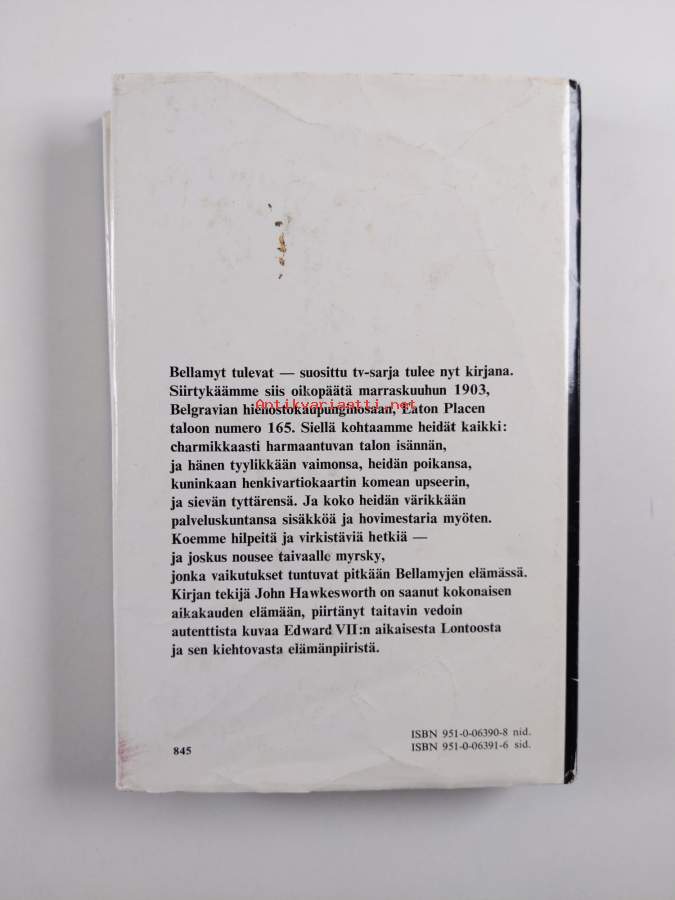 Bellamyt tulevat — suosittu tv-sarja tulee nyt kirjana.
Siirtykäämme siis oikopäätä marraskuuhun 1903,
Antikvariaatti.net
Belgravian hienostokaupunginosaan, Eaton Placen
taloon numero 165. Siellä kohtaamme heidät kaikki:
charmikkaasti harmaantuvan talon isännän,
ja hänen tyylikkään vaimonsa, heidän poikansa,
kuninkaan henkivartiokaartin komean upseerin,
ja sievän tyttärensä. Ja koko heidän värikkään
palveluskuntansa sisäkköä ja hovimestaria myöten.
Koemme hilpeitä ja virkistäviä hetkiä —
ja joskus nousee taivaalle myrsky,
jonka vaikutukset tuntuvat pitkään Bellamyjen elämässä.
Kirjan tekijä John Hawkesworth on saanut kokonaisen
aikakauden elämään, piirtänyt taitavin vedoin
autenttista kuvaa Edward VII:n aikaisesta Lontoosta
ja sen kiehtovasta elämänpiiristä.
ISBN 951-0-06390-8 nid.
ISBN 951-0-06391-6 sid.
845